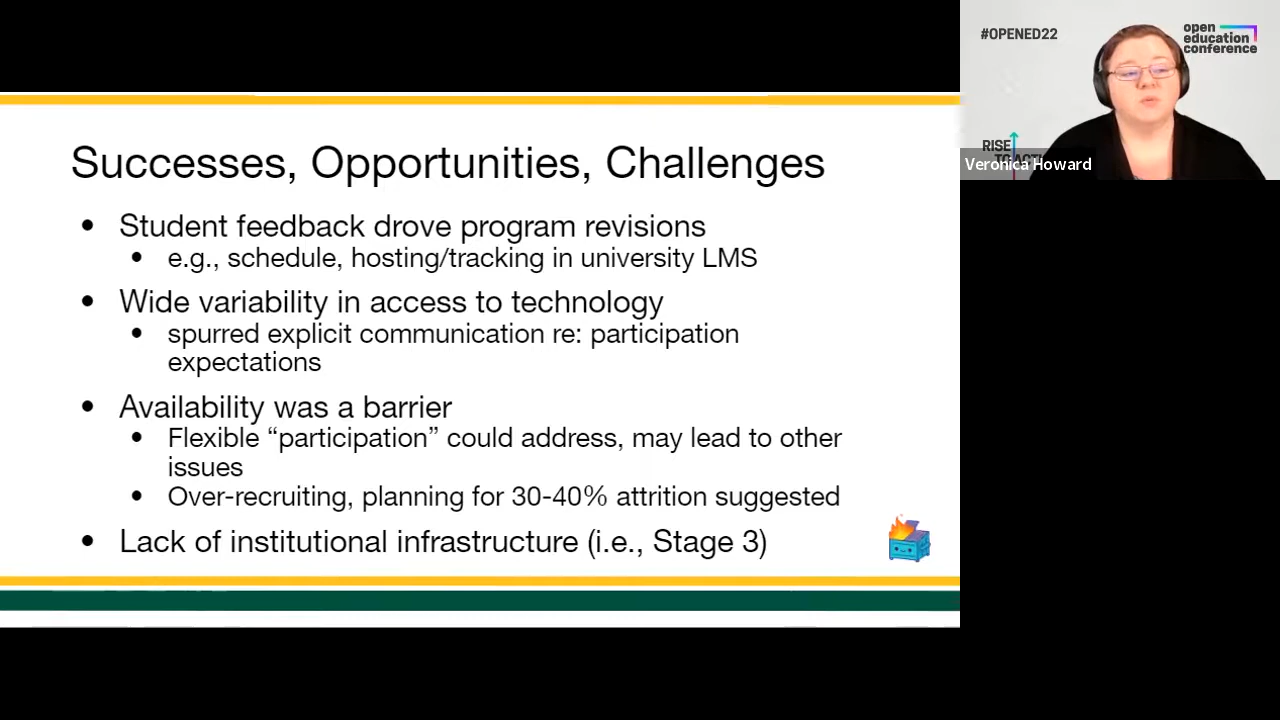 Successes, Opportunities, Challenges
• Student feedback drove program revisions
• e.g., schedule, hosting/tracking in university LMS
• Wide variability in access to technology
• spurred explicit communication re: participation
expectations
• Availability was a barrier
• Flexible “participation” could address, may lead to other
issues
• Over-recruiting, planning for 30-40% attrition suggested
• Lack of institutional infrastructure (i.e., Stage 3)
#OPENED22
open
education
conference
RISE
Veronica Howard